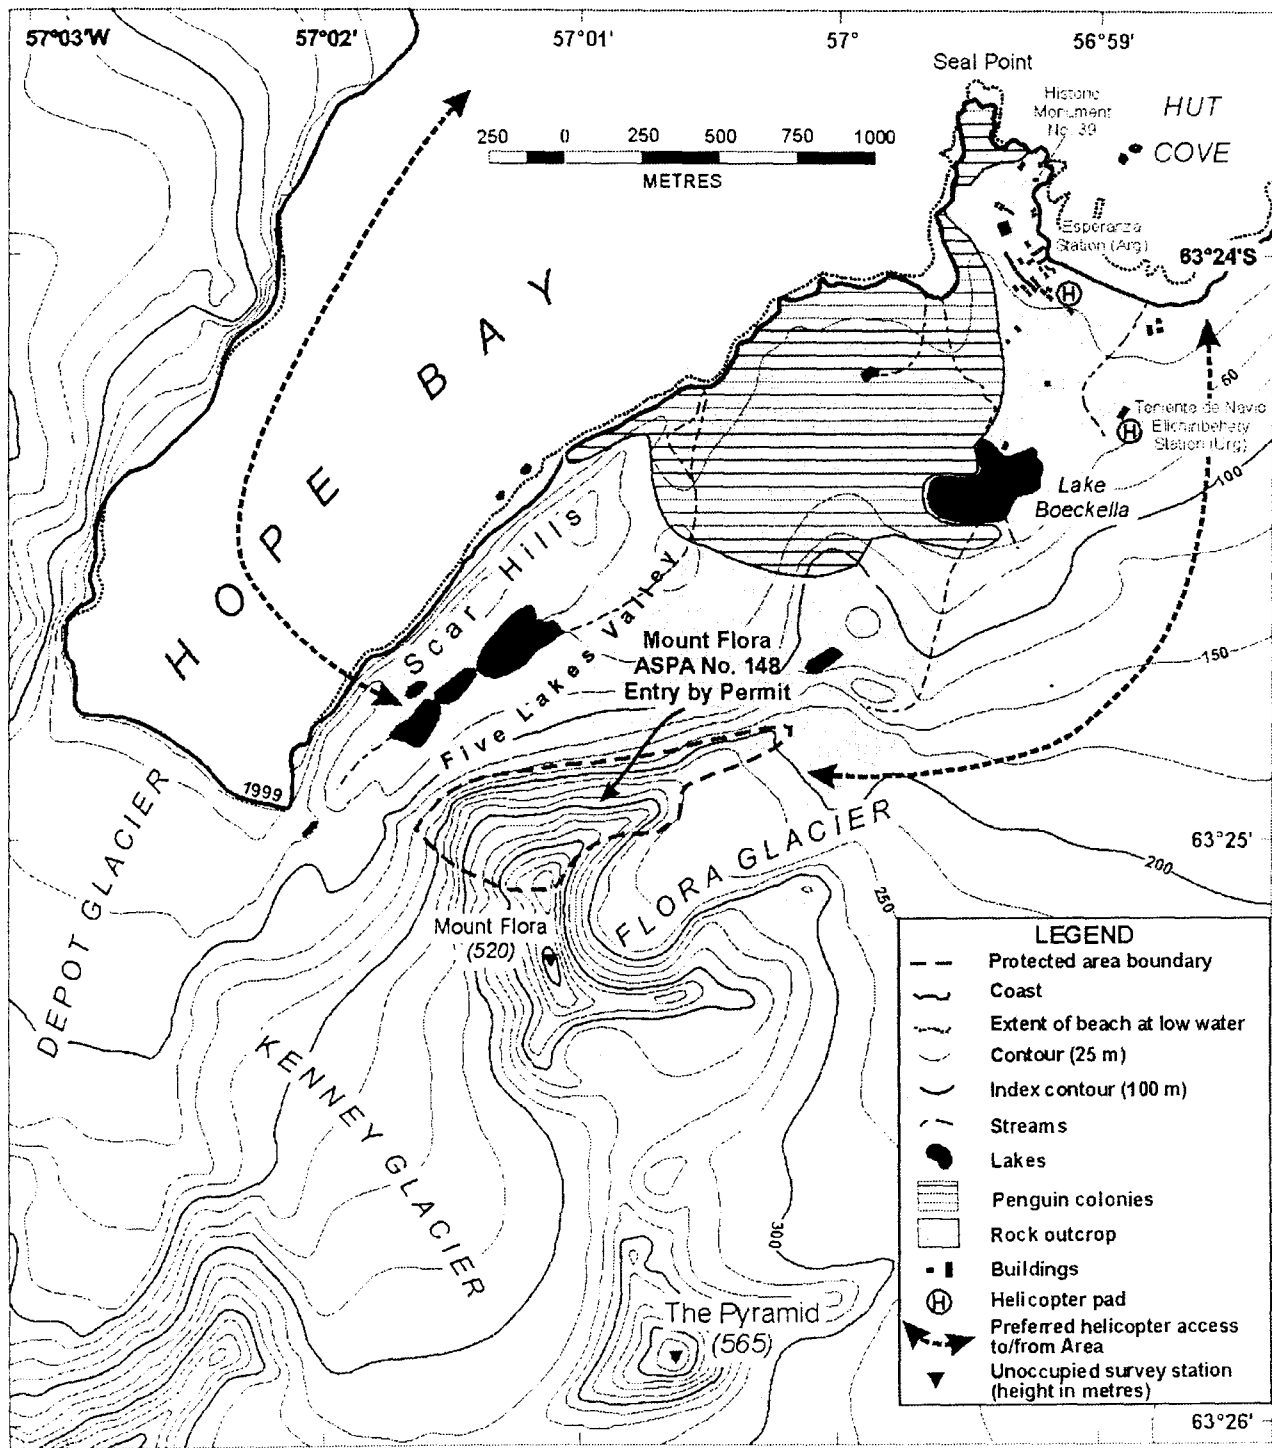 57°03'W
57°02'
57°01'
57°
56°59'
Seal Point
Historic
Monument
No. 39
HUT
COVE
250 0 250 500 750 1000
METRES
Esperanza
Station (Arg)
63°24'S
H
H O P E B A Y
60
Teniente de Navio
Station (Urg)
H
100
Lake
Boeckella
Scar Hills
Five Lakes Valley
Mount Flora
ASPA No. 148
Entry by Permit
150
1999
DEPOT GLACIER
FLORA GLACIER
63°25'
200
250
Mount Flora
(520)
KENNEY GLACIER
300
The Pyramid
(565)
LEGEND
Protected area boundary
Coast
Extent of beach at low water
Contour (25 m)
Index contour (100 m)
Streams
Lakes
Penguin colonies
Rock outcrop
Buildings
H Helicopter pad
Preferred helicopter access
to/from Area
Unoccupied survey station
(height in metres)
63°26'